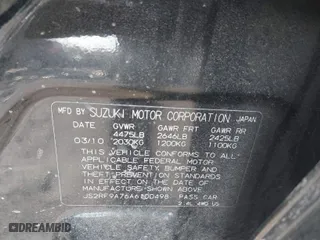 MFD BY SUZUKI MOTOR CORPORATION JAPAN
DATE GVWR GAWR FRT GAWR RR
4475LB 2646LB 2425LB
03/10 2030KG 1200KG 1100KG
THIS VEHICLE CONFORMS TO ALL
APPLICABLE FEDERAL MOTOR
VEHICLE SAFETY, BUMPER AND
THEFT PREVENTION STANDARDS
IN EFFECT ON THE DATE OF
MANUFACTURE SHOWN ABOVE.
PASS. CAR